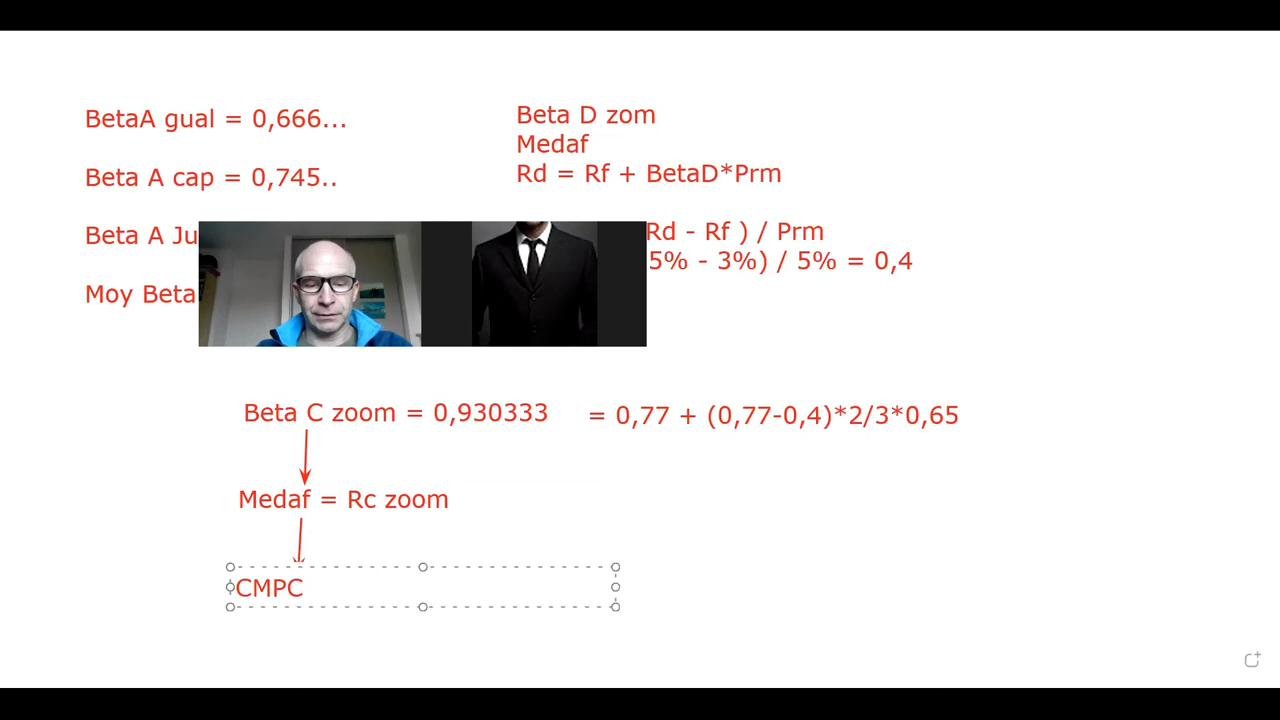 BetaA gual = 0,666...
Beta A cap = 0,745..
Beta A Ju
Moy Beta
Beta D zom
Medaf
Rd = Rf + BetaD*Prm
Rd - Rf ) / Prm
5% - 3%) / 5% = 0,4
Beta C zoom = 0,930333 = 0,77 + (0,77-0,4)*2/3*0,65
Medaf = Rc zoom
CMPC